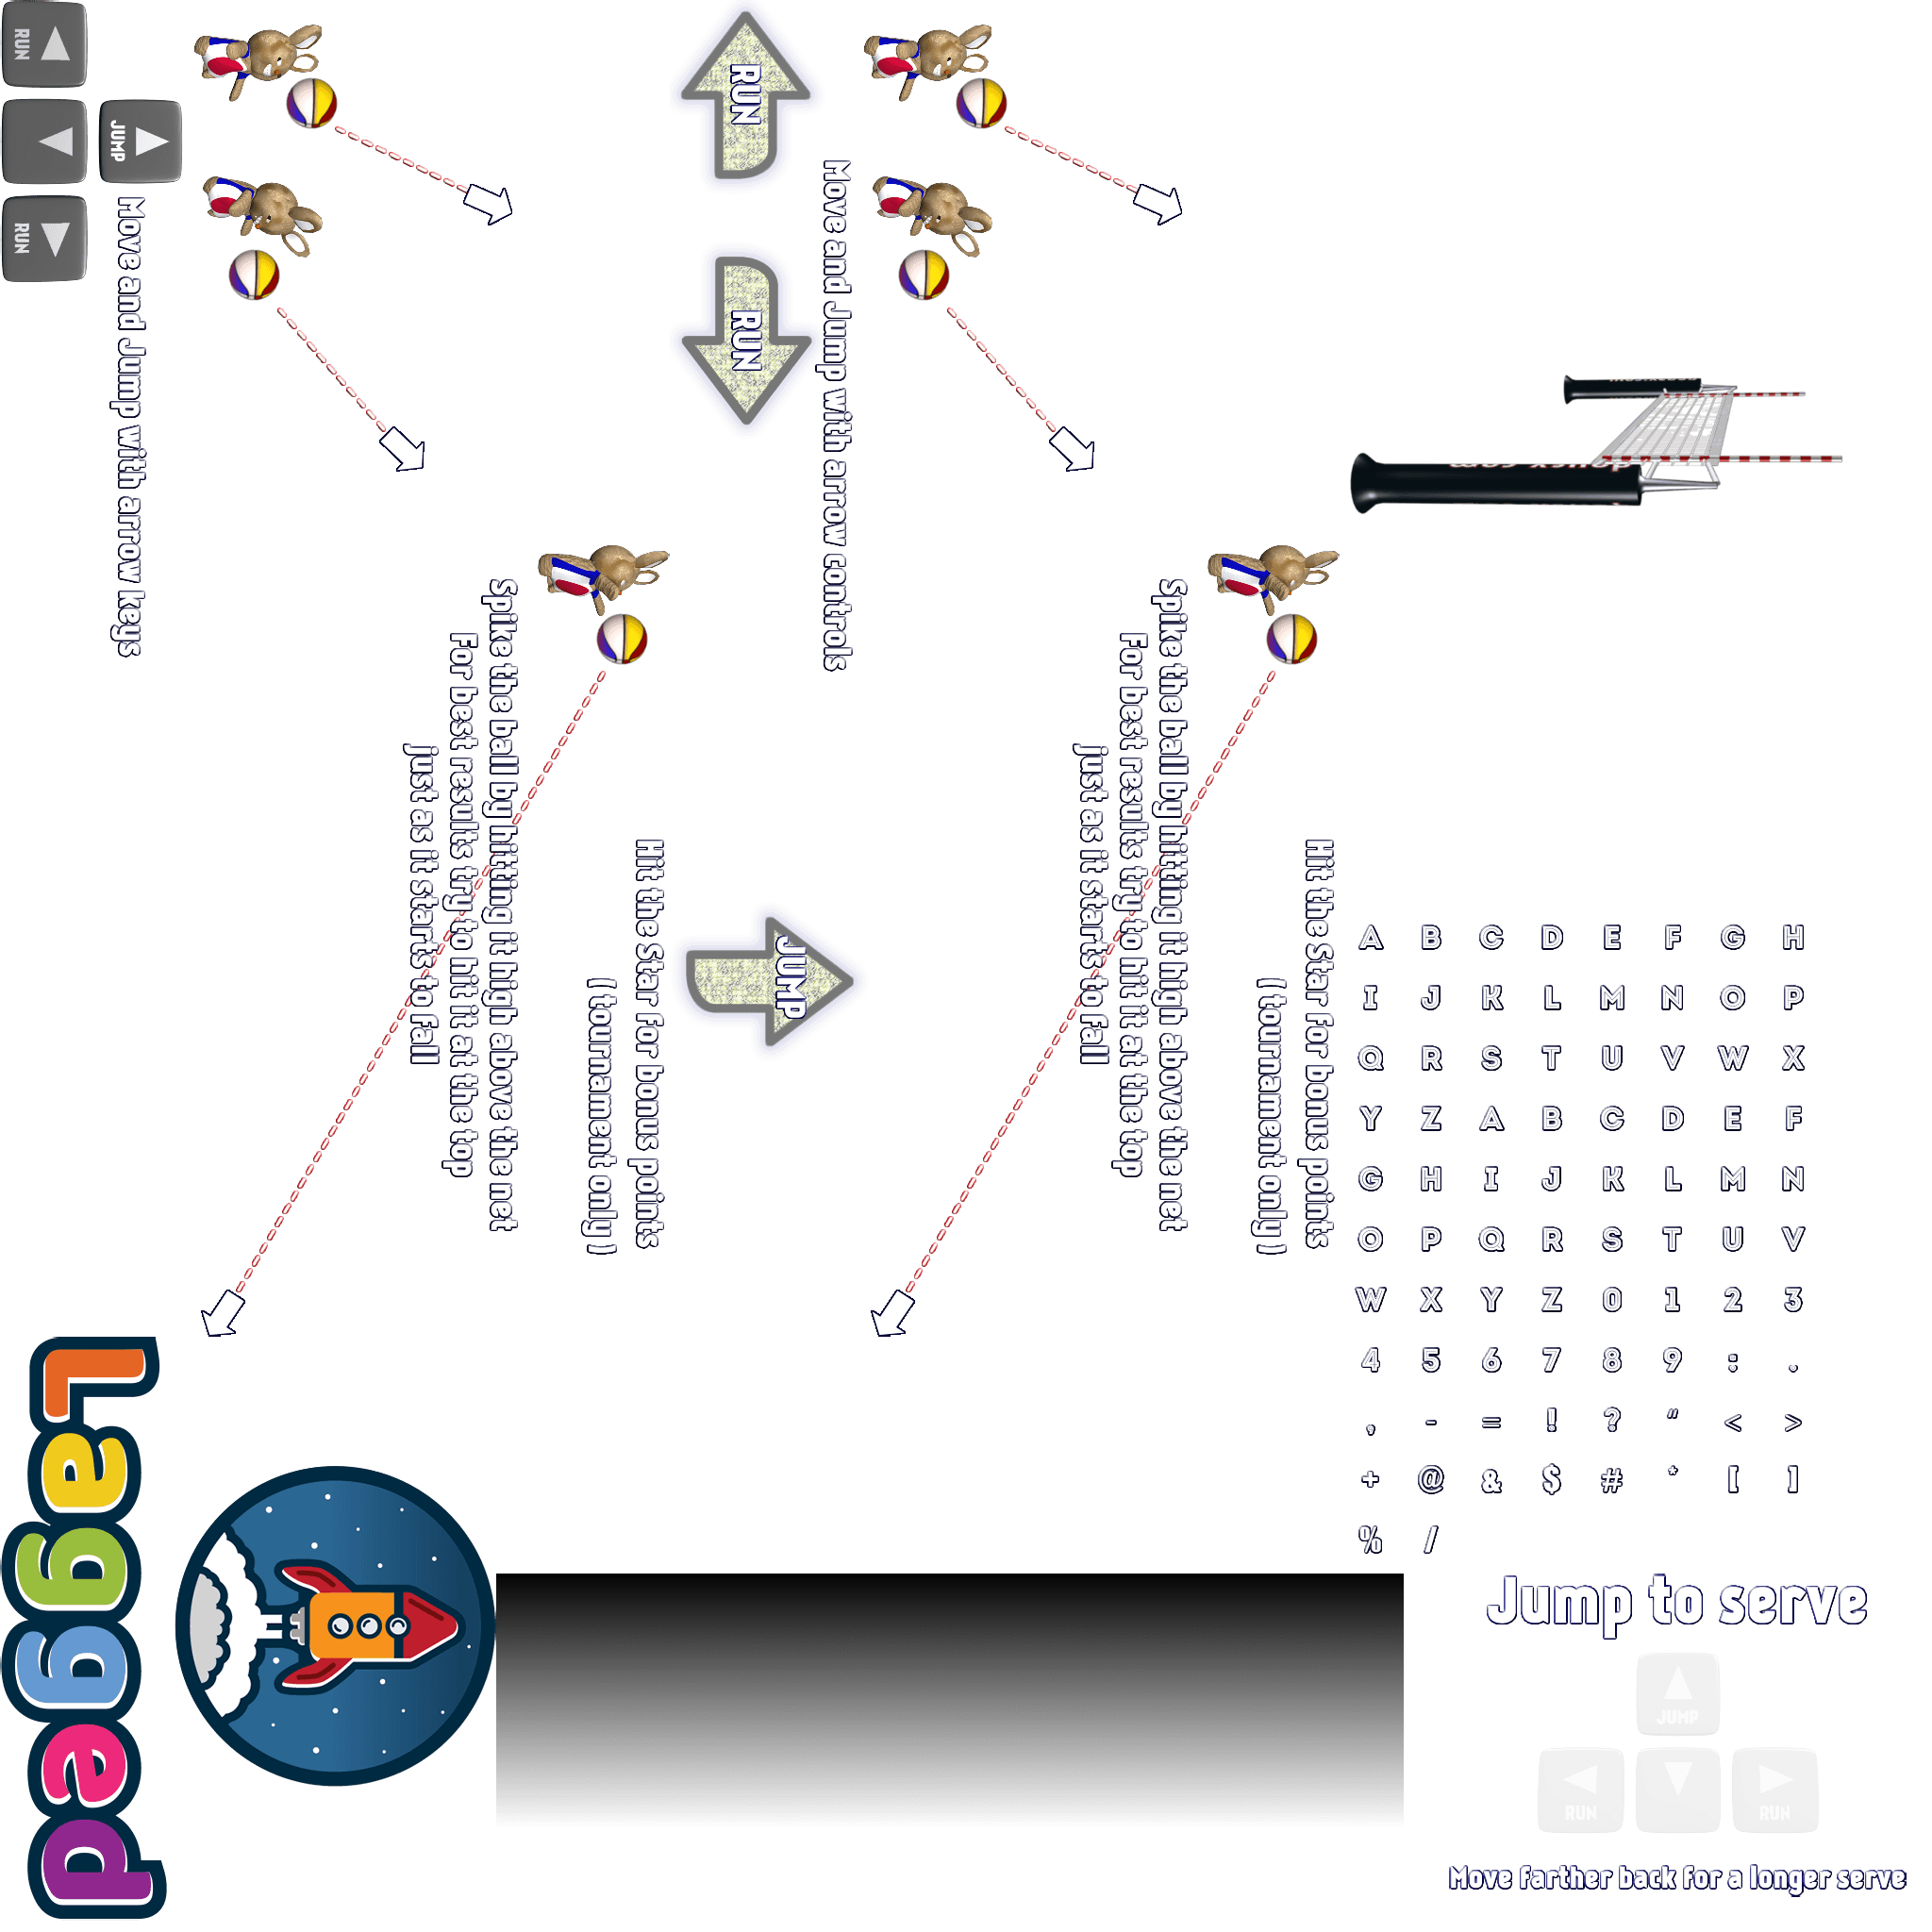 RUN
JUMP
RUN
Move and Jump with arrow keys
RUN
RUN
Move and Jump with arrow controls
Spike the ball by hitting it high above the net
For best results try to hit it at the top
just as it starts to fall
Hit the Star for bonus points
( tournament only )
JUMP
Spike the ball by hitting it high above the net
For best results try to hit it at the top
just as it starts to fall
Hit the Star for bonus points
( tournament only )
A B C D E F G H
I J K L M N O P
Q R S T U V W X
Y Z A B C D E F
G H I J K L M N
O P Q R S T U V
W X Y Z 0 1 2 3
4 5 6 7 8 9 : .
, - = ! ? " < >
+ @ & $ # * [ ]
% /
Jump to serve
JUMP
RUN RUN
Move farther back for a longer serve
Lagged